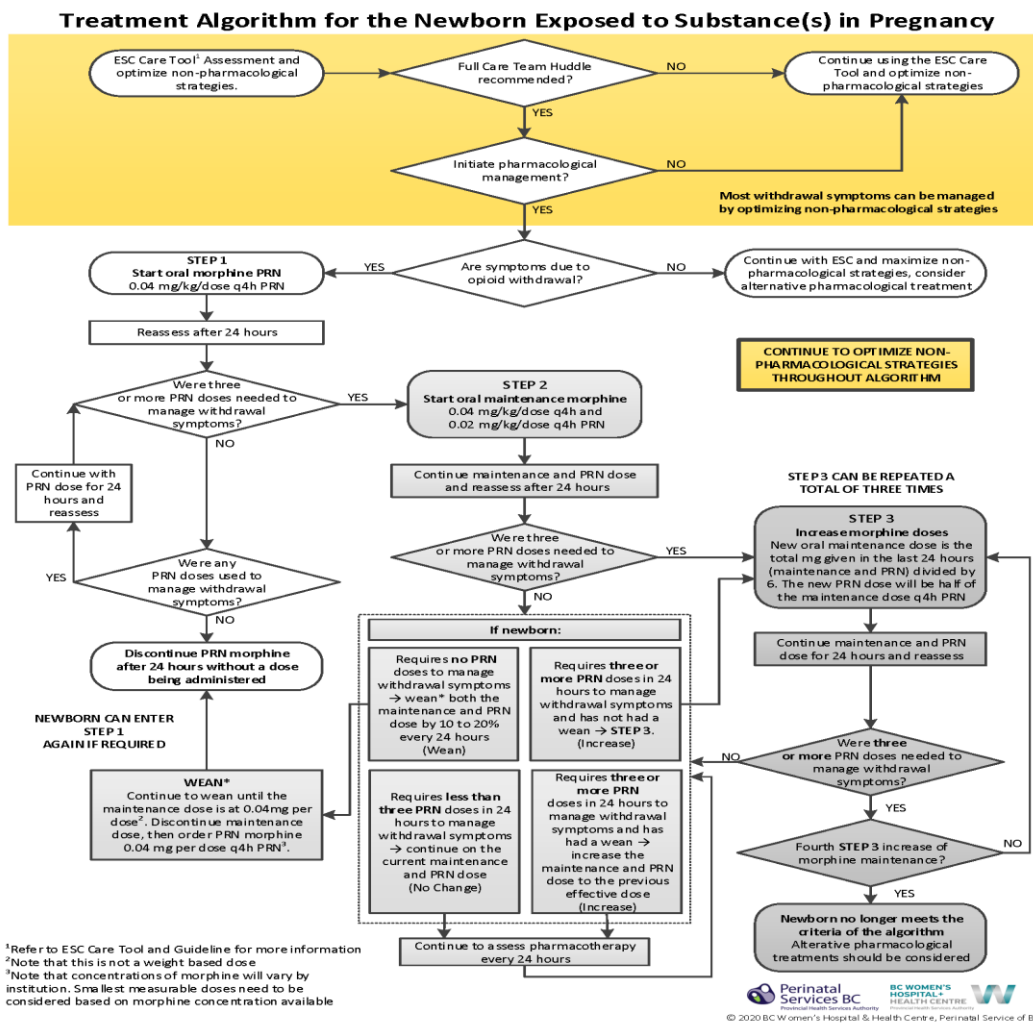 Treatment Algorithm for the Newborn Exposed to Substance(s) in Pregnancy
ESC Care Tool¹ Assessment and
optimize non-pharmacological
strategies.
Full Care Team Huddle
recommended?
NO
Continue using the ESC Care
Tool and optimize non-
pharmacological strategies
YES
Initiate pharmacological
management?
NO
Most withdrawal symptoms can be managed
by optimizing non-pharmacological strategies
YES
STEP 1
Start oral morphine PRN
0.04 mg/kg/dose q4h PRN
YES
Are symptoms due to
opioid withdrawal?
NO
Continue with ESC and maximize non-
pharmacological strategies, consider
alternative pharmacological treatment
Reassess after 24 hours
CONTINUE TO OPTIMIZE NON-
PHARMACOLOGICAL STRATEGIES
THROUGHOUT ALGORITHM
Were three
or more PRN doses needed to
manage withdrawal
symptoms?
YES
STEP 2
Start oral maintenance morphine
0.04 mg/kg/dose q4h and
0.02 mg/kg/dose q4h PRN
NO
Continue with
PRN dose for 24
hours and
reassess
Continue maintenance and PRN dose
and reassess after 24 hours
STEP 3 CAN BE REPEATED A
TOTAL OF THREE TIMES
Were three
or more PRN doses needed to
manage withdrawal
symptoms?
YES
STEP 3
Increase morphine doses
New oral maintenance dose is the
total mg given in the last 24 hours
(maintenance and PRN) divided by
6. The new PRN dose will be half of
the maintenance dose q4h PRN
YES
Were any
PRN doses used to
manage withdrawal
symptoms?
NO
NO
If newborn:
Continue maintenance and PRN
dose for 24 hours and reassess
Discontinue PRN morphine
after 24 hours without a dose
being administered
Requires no PRN
doses to manage
withdrawal symptoms
→ wean* both the
maintenance and PRN
dose by 10 to 20%
every 24 hours
(Wean)
Requires three or
more PRN doses in 24
hours to manage
withdrawal symptoms
and has not had a
wean → STEP 3.
(Increase)
NEWBORN CAN ENTER
STEP 1
AGAIN IF REQUIRED
NO
Were three
or more PRN doses needed to
manage withdrawal
symptoms?
WEAN*
Continue to wean until the
maintenance dose is at 0.04mg per
dose². Discontinue maintenance
dose, then order PRN morphine
0.04 mg per dose q4h PRN³.
Requires less than
three PRN doses in 24
hours to manage
withdrawal symptoms
→ continue on the
current maintenance
and PRN dose
(No Change)
Requires three or
more PRN
doses in 24 hours to
manage withdrawal
symptoms and has
had a wean →
increase the
maintenance and PRN
dose to the previous
effective dose
(Increase)
YES
Fourth STEP 3 increase of
morphine maintenance?
NO
YES
Newborn no longer meets the
criteria of the algorithm
Alterative pharmacological
treatments should be considered
Continue to assess pharmacotherapy
every 24 hours
¹Refer to ESC Care Tool and Guideline for more information
²Note that this is not a weight based dose
³Note that concentrations of morphine will vary by
institution. Smallest measurable doses need to be
considered based on morphine concentration available
Perinatal
Services BC
Provincial Health Services Authority
BC WOMEN'S
HOSPITAL+
HEALTH CENTRE
Provincial Health Services Authority
© 2020 BC Women's Hospital & Health Centre, Perinatal Service of B